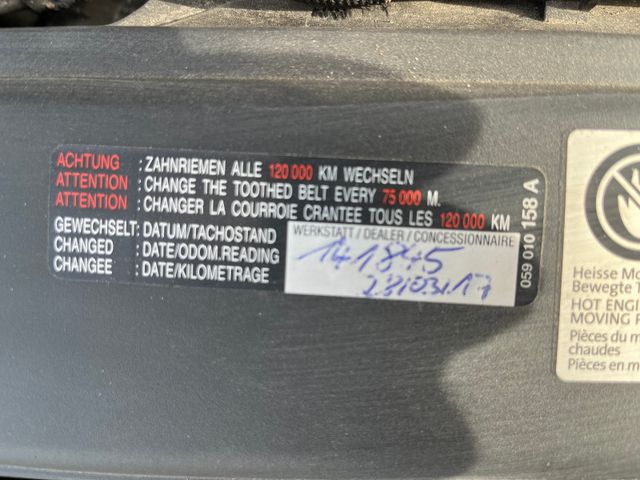 ACHTUNG : ZAHNRIEMEN ALLE 120 000 KM WECHSELN
ATTENTION : CHANGE THE TOOTHED BELT EVERY 75 000 M.
ATTENTION : CHANGER LA COURROIE CRANTEE TOUS LES 120 000 KM
GEWECHSELT: DATUM/TACHOSTAND
CHANGED : DATE/ODOM.READING
CHANGEE : DATE/KILOMETRAGE
WERKSTATT / DEALER / CONCESSIONNAIRE
141845
23/03/17
059 010 158 A
Heisse Mo
Bewegte T
HOT ENGI
MOVING P
Pièces du m
chaudes
Pièces en m